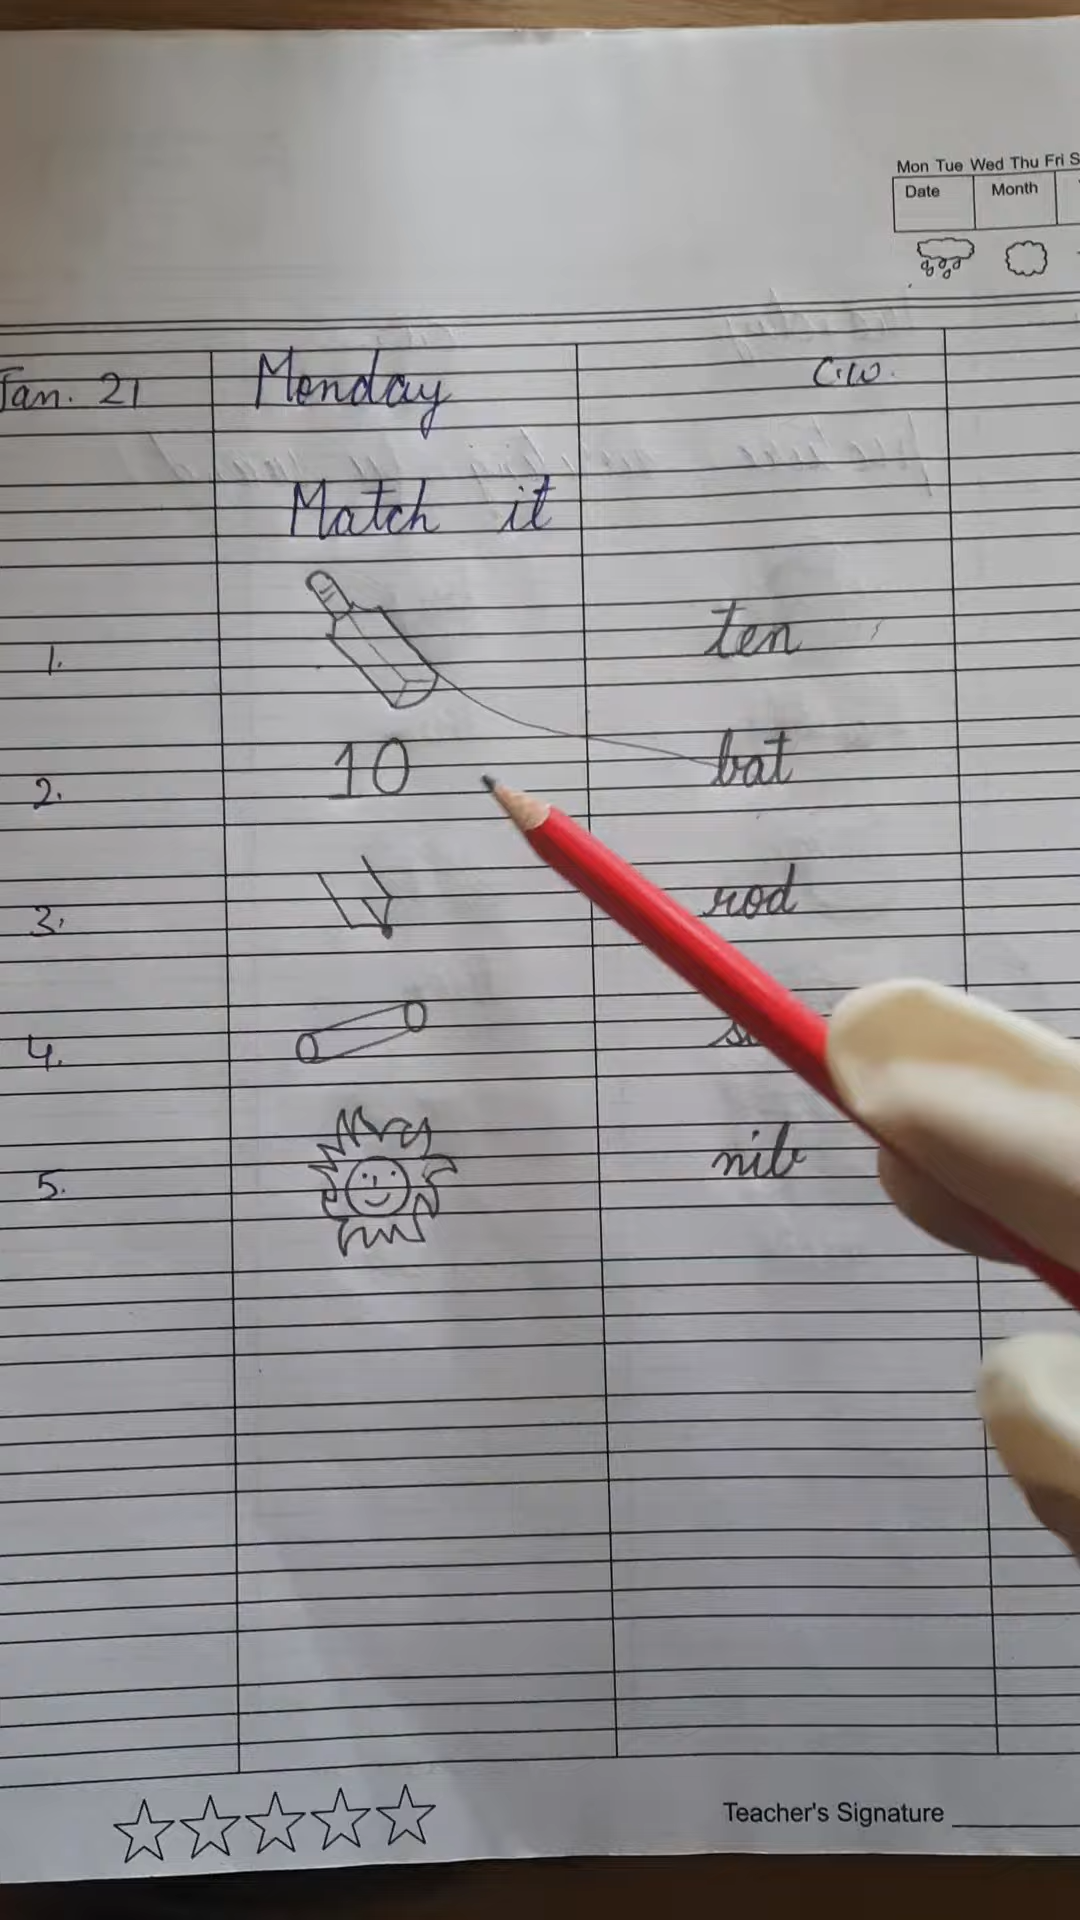 Mon Tue Wed Thu Fri S
Date Month
Jan. 21 Monday C.W.
Match it
1. ten
2. 10 bat
3. rod
4.
5. nib
Teacher's Signature